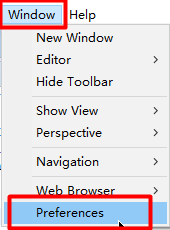 Window Help
New Window
Editor
Hide Toolbar
Show View
Perspective
Navigation
Web Browser
Preferences